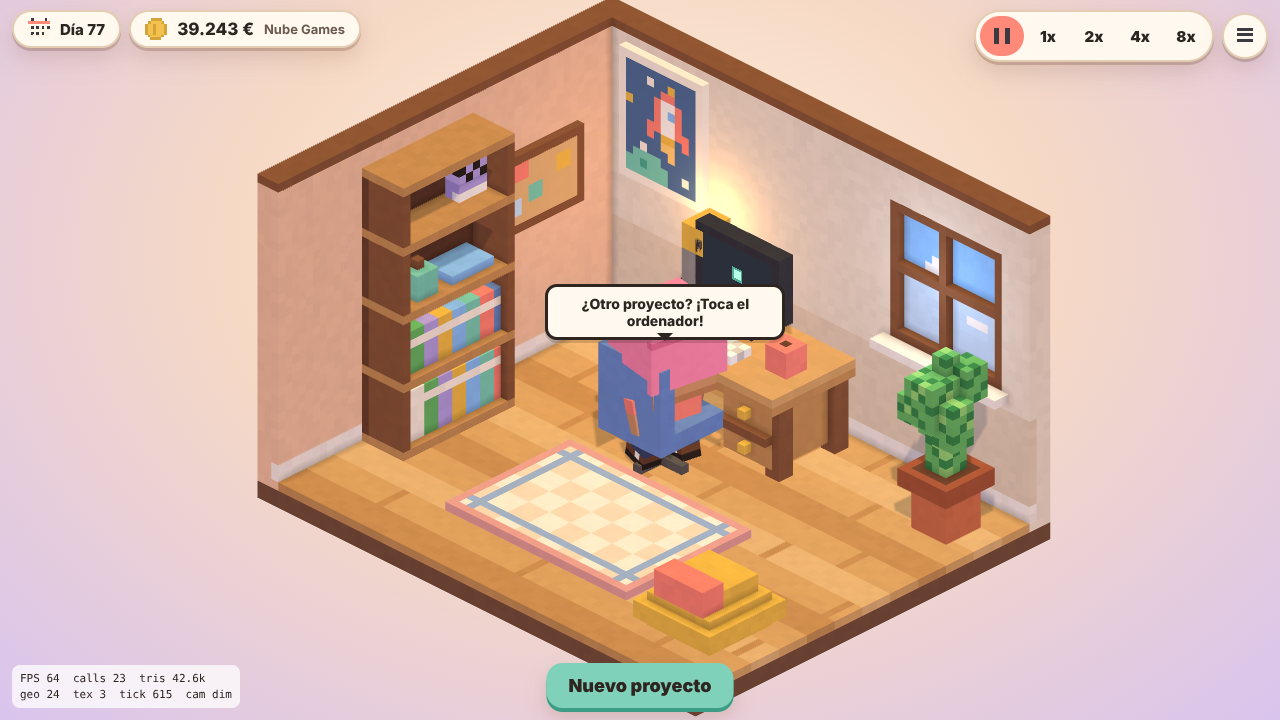 Día 77
39.243 € Nube Games
1x 2x 4x 8x
¿Otro proyecto? ¡Toca el
ordenador!
FPS 64 calls 23 tris 42.6k
geo 24 tex 3 tick 615 cam dim
Nuevo proyecto